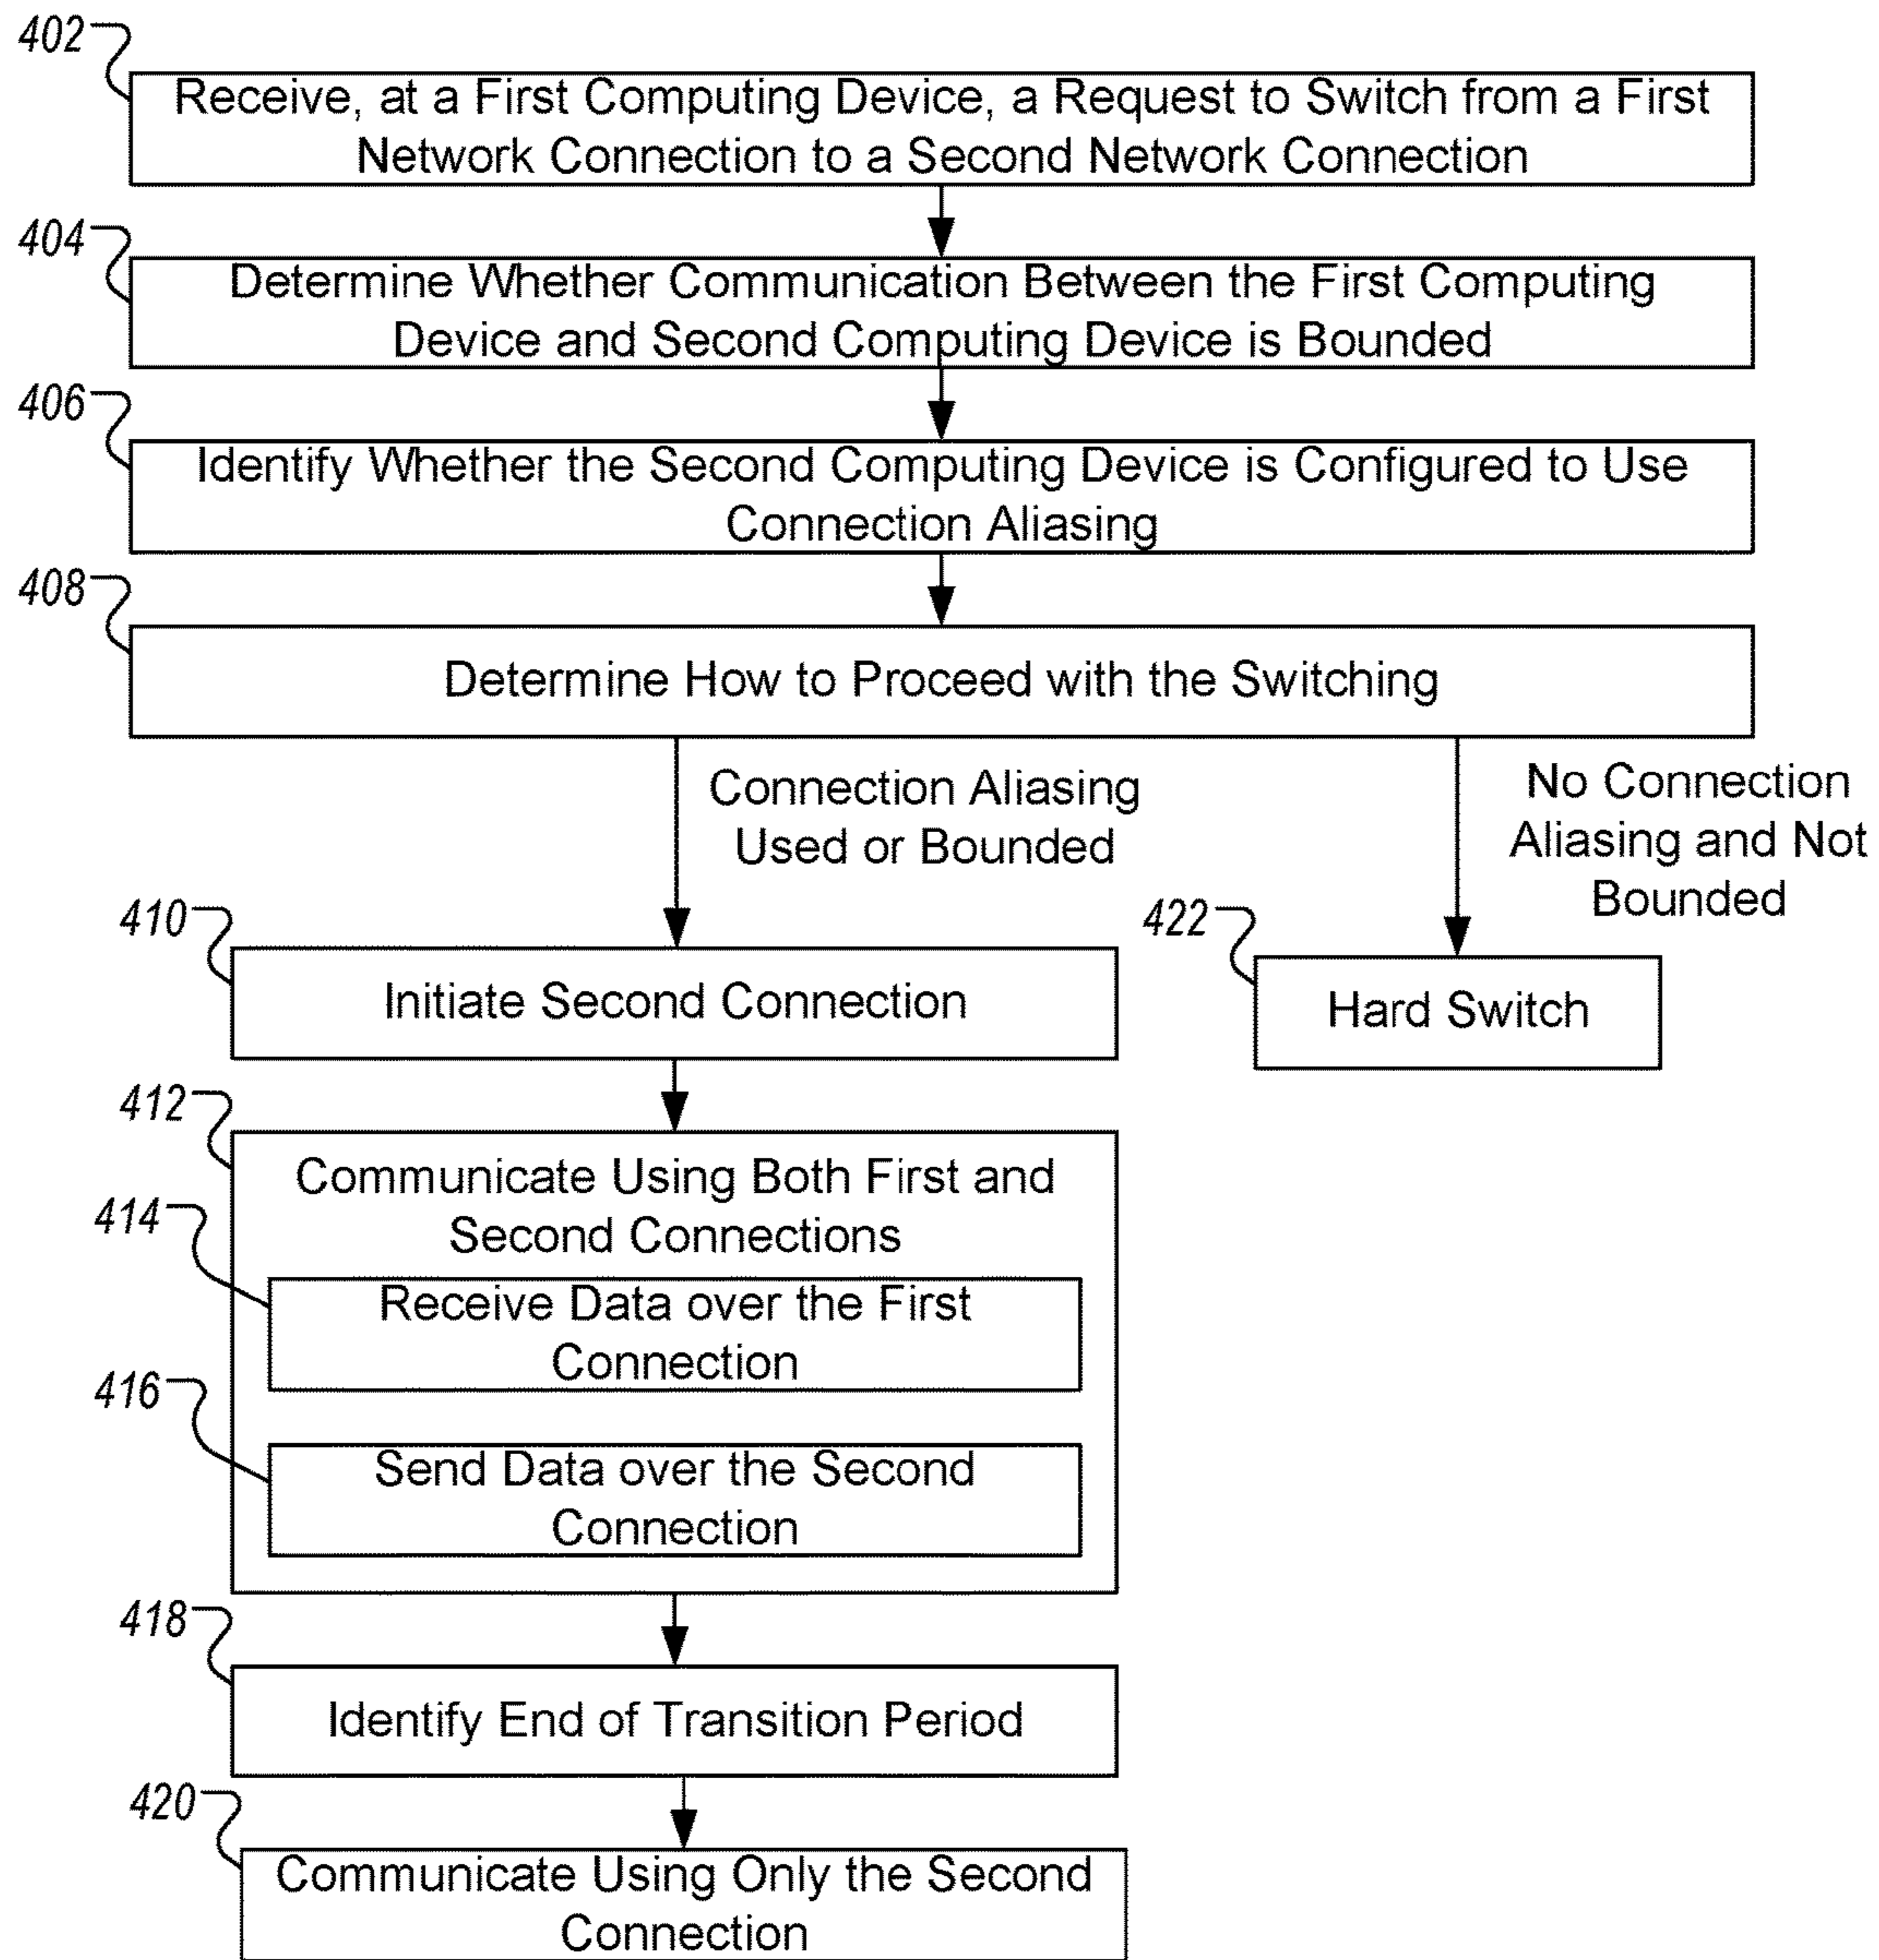 402
Receive, at a First Computing Device, a Request to Switch from a First
Network Connection to a Second Network Connection
404
Determine Whether Communication Between the First Computing
Device and Second Computing Device is Bounded
406
Identify Whether the Second Computing Device is Configured to Use
Connection Aliasing
408
Determine How to Proceed with the Switching
Connection Aliasing
Used or Bounded
No Connection
Aliasing and Not
Bounded
410
Initiate Second Connection
422
Hard Switch
412
Communicate Using Both First and
Second Connections
414
Receive Data over the First
Connection
416
Send Data over the Second
Connection
418
Identify End of Transition Period
420
Communicate Using Only the Second
Connection